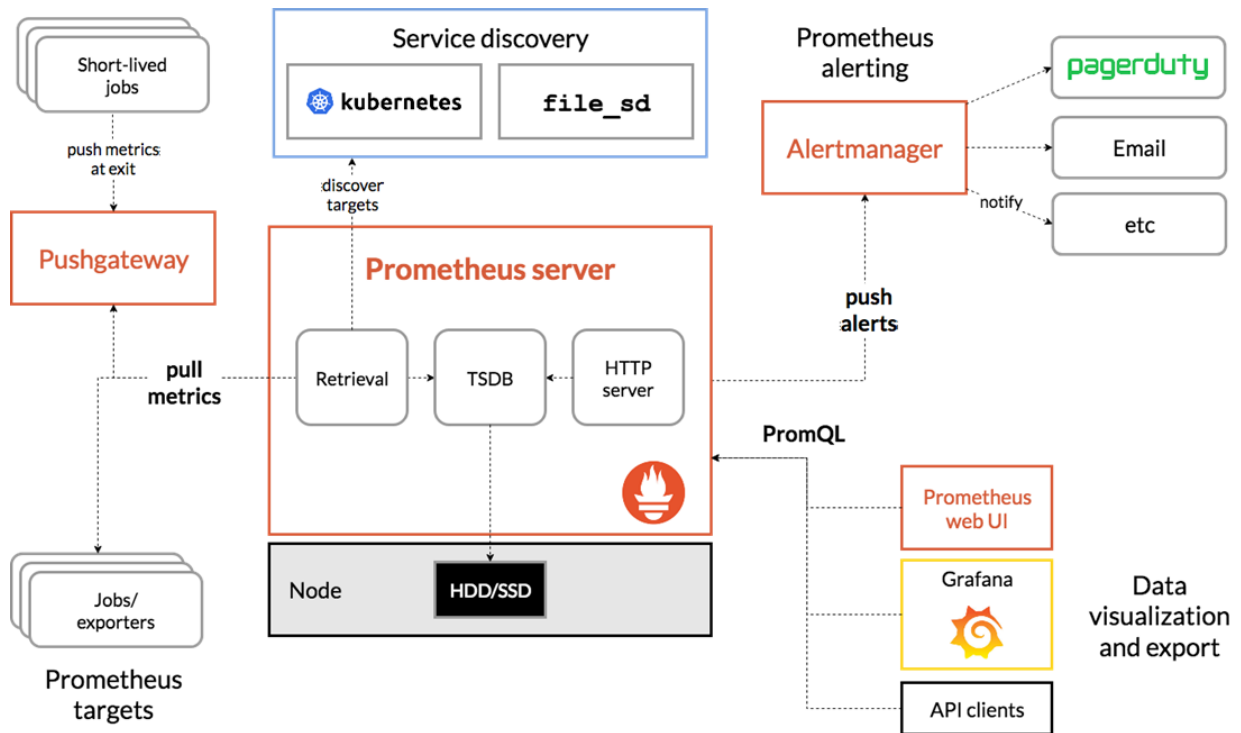 Short-lived
jobs
push metrics
at exit
Pushgateway
pull
metrics
Jobs/
exporters
Prometheus
targets
Service discovery
kubernetes
file_sd
discover
targets
Prometheus server
Retrieval
TSDB
HTTP
server
Node
HDD/SSD
Prometheus
alerting
Alertmanager
pagerduty
Email
notify
etc
push
alerts
PromQL
Prometheus
web UI
Grafana
API clients
Data
visualization
and export